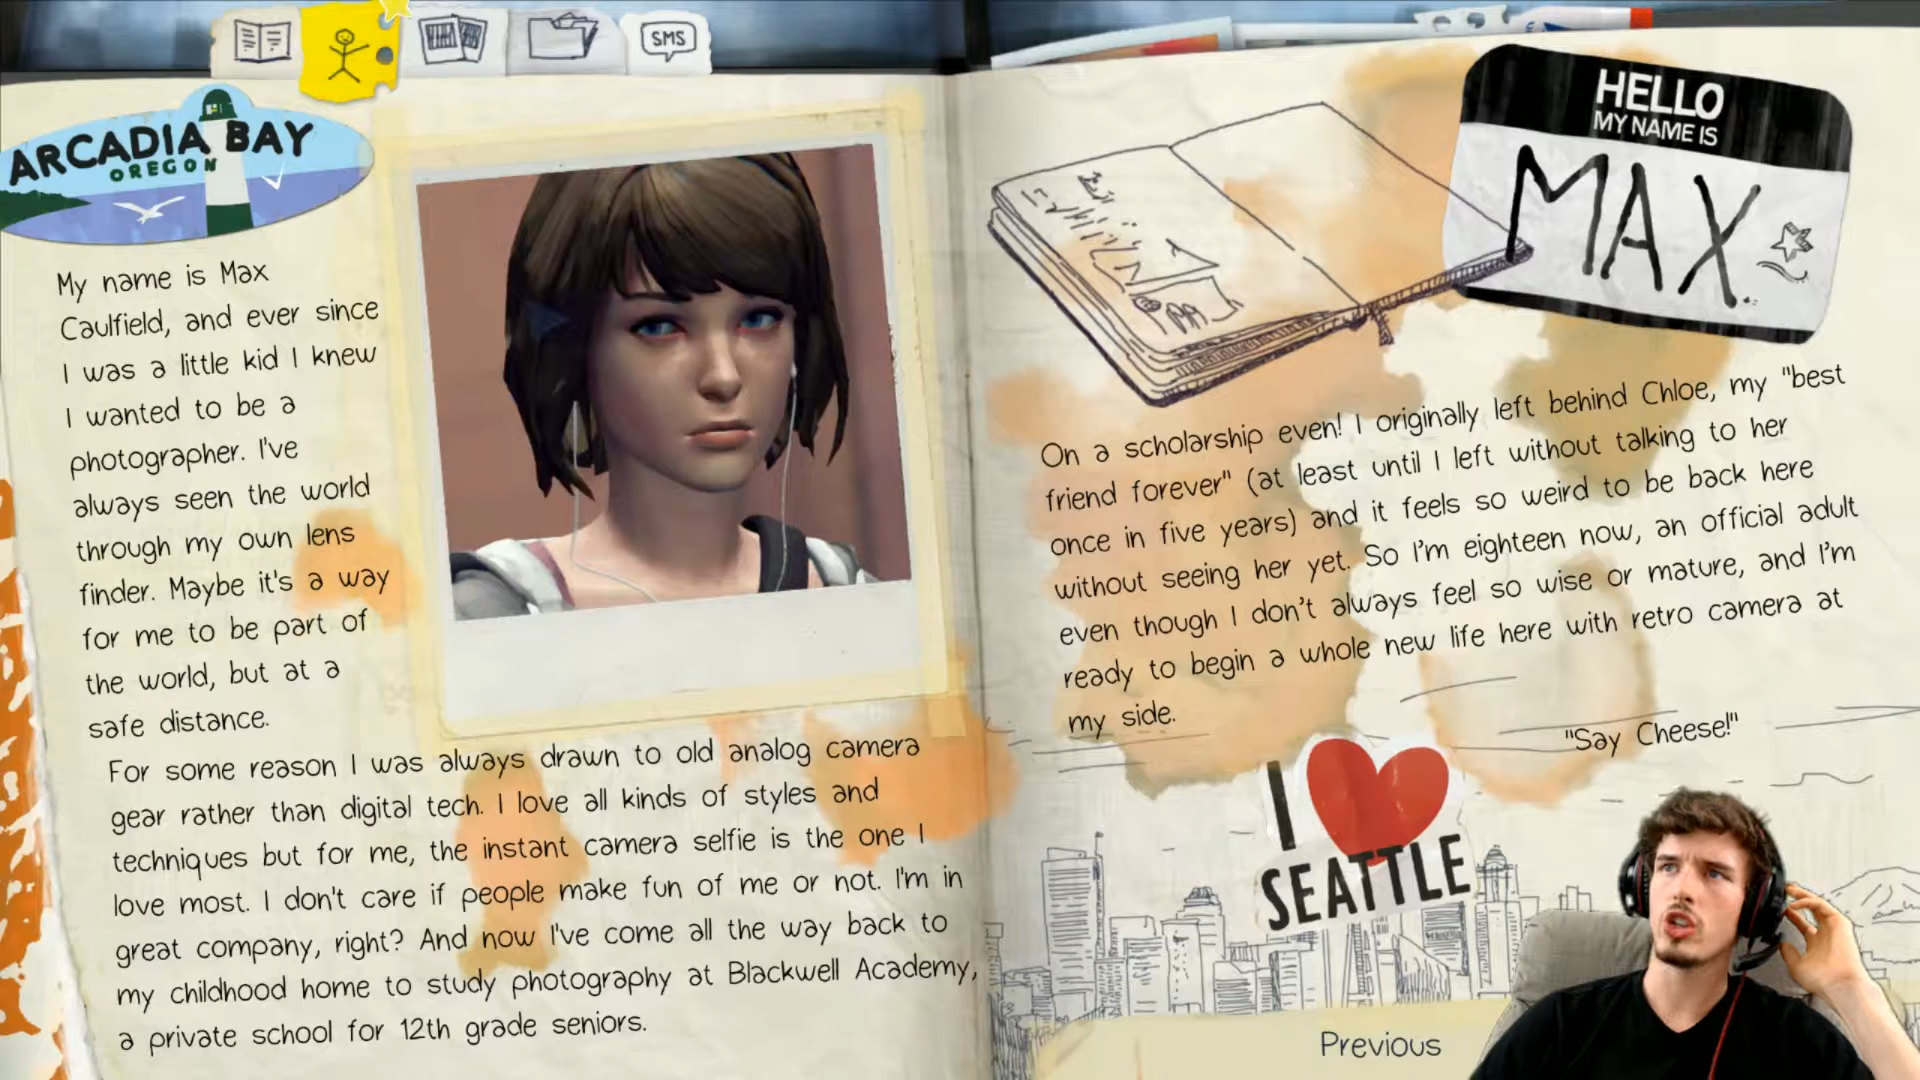 SMS
ARCADIA BAY
OREGON
My name is Max
Caulfield, and ever since
I was a little kid I knew
I wanted to be a
photographer. I've
always seen the world
through my own lens
finder. Maybe it's a way
for me to be part of
the world, but at a
safe distance.
For some reason I was always drawn to old analog camera
gear rather than digital tech. I love all kinds of styles and
techniques but for me, the instant camera selfie is the one I
love most. I don't care if people make fun of me or not. I'm in
great company, right? And now I've come all the way back to
my childhood home to study photography at Blackwell Academy,
a private school for 12th grade seniors.
HELLO
MY NAME IS
MAX.
On a scholarship even! I originally left behind Chloe, my "best
friend forever" (at least until I left without talking to her
once in five years) and it feels so weird to be back here
without seeing her yet. So I'm eighteen now, an official adult
even though I don't always feel so wise or mature, and I'm
ready to begin a whole new life here with retro camera at
my side.
"Say Cheese!"
I
SEATTLE
Previous